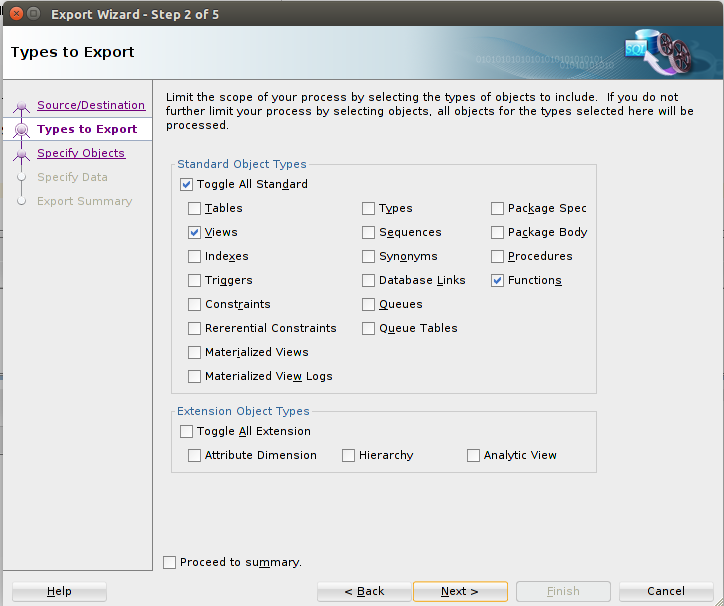 Export Wizard - Step 2 of 5
Types to Export
SQL
Source/Destination
Types to Export
Specify Objects
Specify Data
Export Summary
Limit the scope of your process by selecting the types of objects to include. If you do not
further limit your process by selecting objects, all objects for the types selected here will be
processed.
Standard Object Types
Toggle All Standard
Tables Types Package Spec
Views Sequences Package Body
Indexes Synonyms Procedures
Triggers Database Links Functions
Constraints Queues
Rererential Constraints Queue Tables
Materialized Views
Materialized View Logs
Extension Object Types
Toggle All Extension
Attribute Dimension Hierarchy Analytic View
Proceed to summary.
Help < Back Next > Finish Cancel